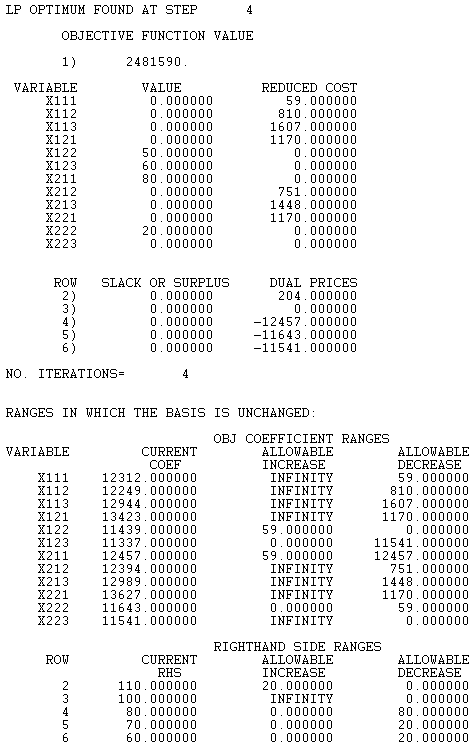 LP OPTIMUM FOUND AT STEP      4
OBJECTIVE FUNCTION VALUE
1)      2481590.
VARIABLE        VALUE          REDUCED COST
X111         0.000000         59.000000
X112         0.000000        810.000000
X113         0.000000       1607.000000
X121         0.000000       1170.000000
X122        50.000000          0.000000
X123        60.000000          0.000000
X211        80.000000          0.000000
X212         0.000000        751.000000
X213         0.000000       1448.000000
X221         0.000000       1170.000000
X222        20.000000          0.000000
X223         0.000000          0.000000
ROW   SLACK OR SURPLUS     DUAL PRICES
2)         0.000000        204.000000
3)         0.000000          0.000000
4)         0.000000     -12457.000000
5)         0.000000     -11643.000000
6)         0.000000     -11541.000000
NO. ITERATIONS=       4
RANGES IN WHICH THE BASIS IS UNCHANGED:
OBJ COEFFICIENT RANGES
VARIABLE         CURRENT        ALLOWABLE        ALLOWABLE
COEF          INCREASE         DECREASE
X111    12312.000000         INFINITY        59.000000
X112    12249.000000         INFINITY       810.000000
X113    12944.000000         INFINITY      1607.000000
X121    13423.000000         INFINITY      1170.000000
X122    11439.000000        59.000000         0.000000
X123    11337.000000         0.000000     11541.000000
X211    12457.000000        59.000000     12457.000000
X212    12394.000000         INFINITY       751.000000
X213    12989.000000         INFINITY      1448.000000
X221    13627.000000         INFINITY      1170.000000
X222    11643.000000         0.000000        59.000000
X223    11541.000000         INFINITY         0.000000
RIGHTHAND SIDE RANGES
ROW         CURRENT        ALLOWABLE        ALLOWABLE
RHS          INCREASE         DECREASE
2      110.000000        20.000000         0.000000
3      100.000000         INFINITY         0.000000
4       80.000000         0.000000        80.000000
5       70.000000         0.000000        20.000000
6       60.000000         0.000000        20.000000